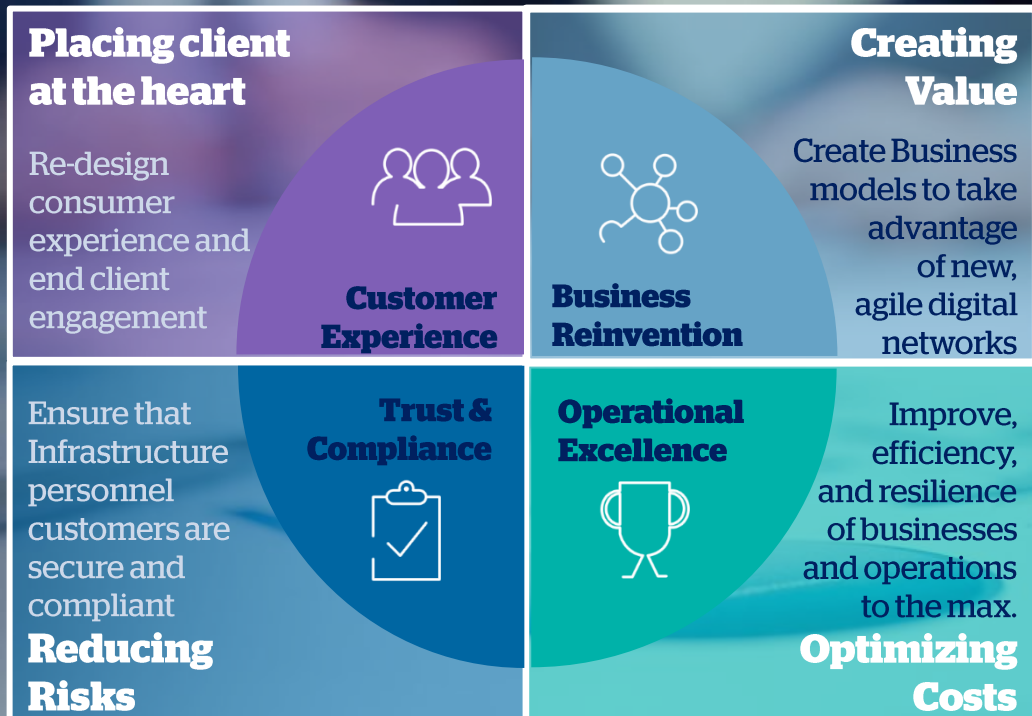 Placing client
at the heart
Re-design
consumer
experience and
end client
engagement
Customer
Experience
Creating
Value
Create Business
models to take
advantage
of new,
agile digital
networks
Business
Reinvention
Ensure that
Infrastructure
personnel
customers are
secure and
compliant
Reducing
Risks
Trust &
Compliance
Operational
Excellence
Improve,
efficiency,
and resilience
of businesses
and operations
to the max.
Optimizing
Costs